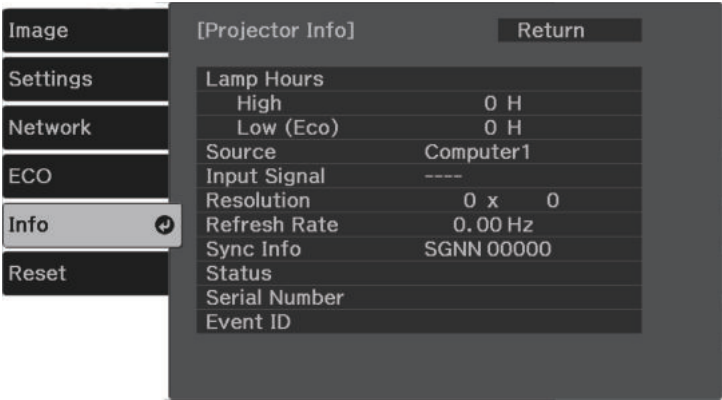 Image
Settings
Network
ECO
Info
Reset
[Projector Info]
Return
Lamp Hours
High 0 H
Low (Eco) 0 H
Source Computer1
Input Signal ----
Resolution 0 x 0
Refresh Rate 0.00 Hz
Sync Info SGNN 00000
Status
Serial Number
Event ID